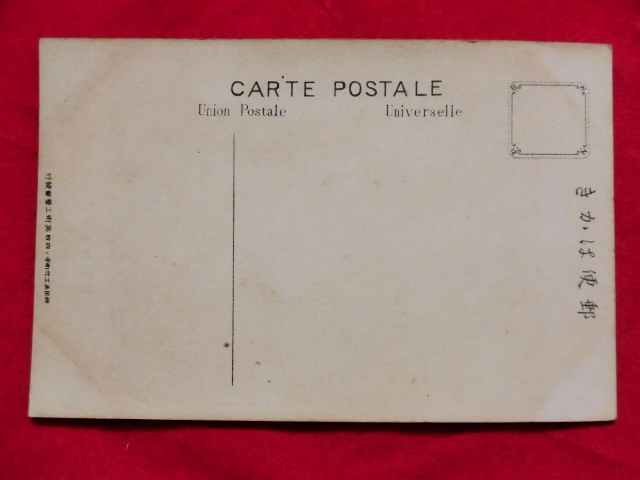 CARTE POSTALE
Union Postale Universelle
郵便はかき